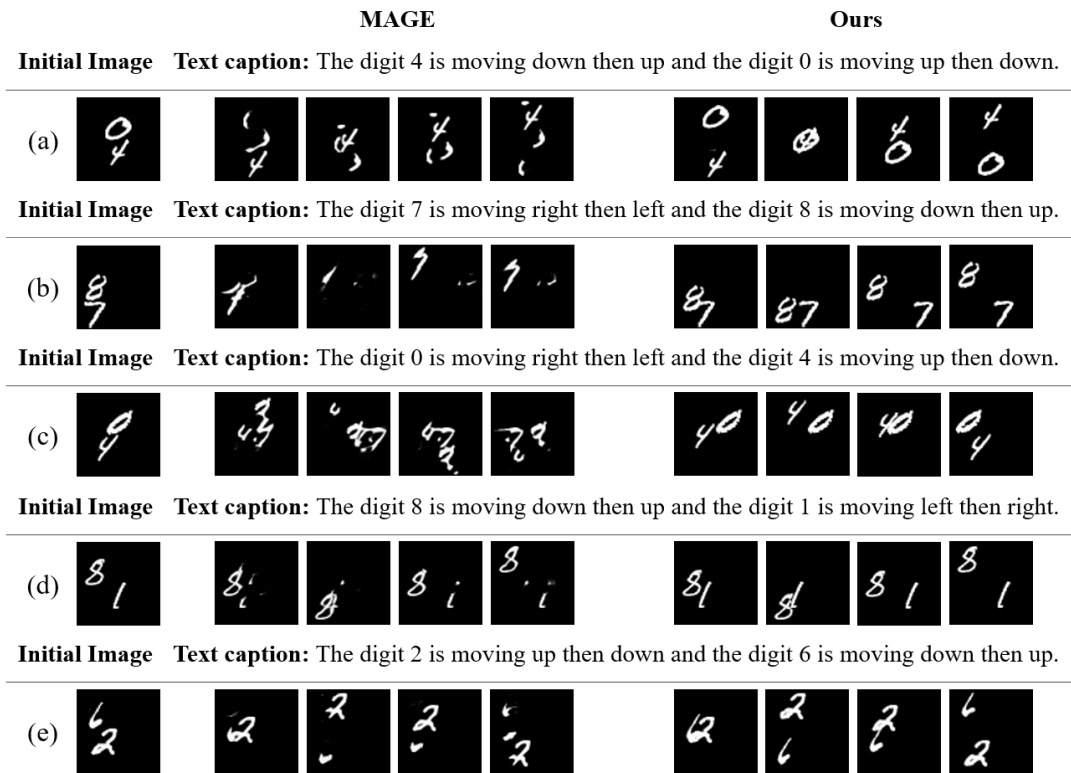 MAGE Ours
Initial Image Text caption: The digit 4 is moving down then up and the digit 0 is moving up then down.
(a)
Initial Image Text caption: The digit 7 is moving right then left and the digit 8 is moving down then up.
(b)
Initial Image Text caption: The digit 0 is moving right then left and the digit 4 is moving up then down.
(c)
Initial Image Text caption: The digit 8 is moving down then up and the digit 1 is moving left then right.
(d)
Initial Image Text caption: The digit 2 is moving up then down and the digit 6 is moving down then up.
(e)